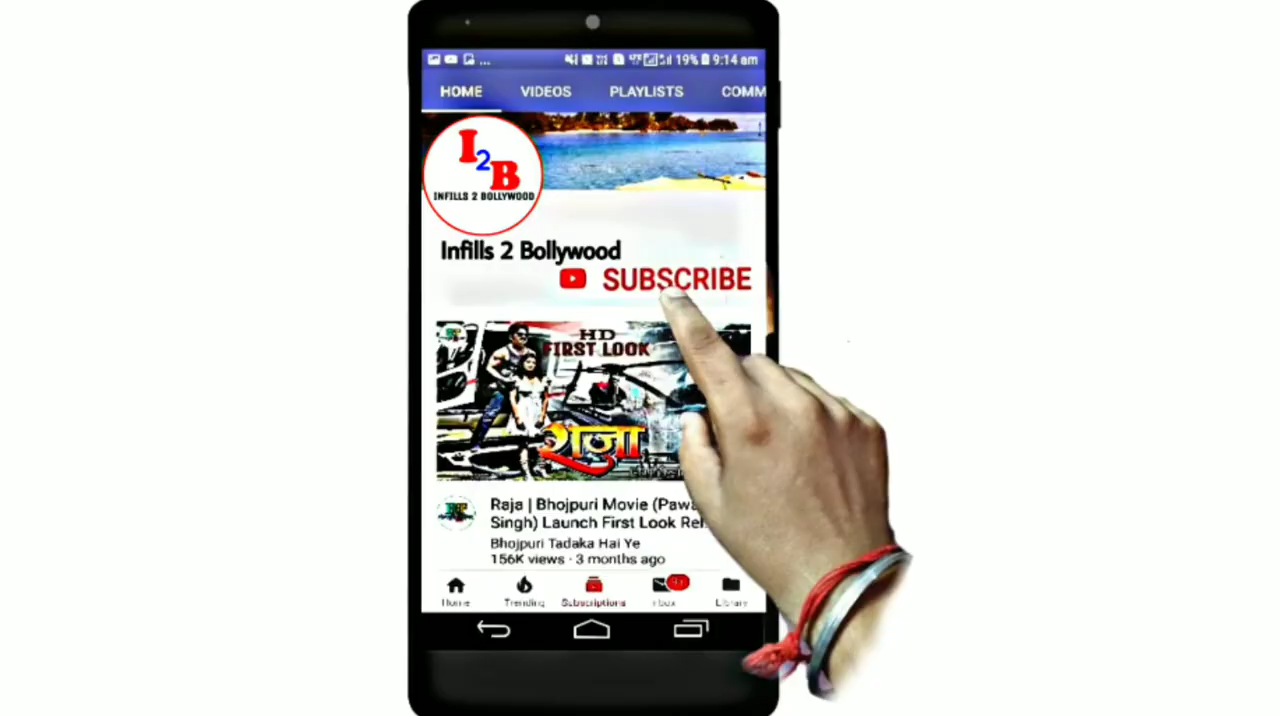 19% 9:14 am
HOME VIDEOS PLAYLISTS COMM
I2B
INFILLS 2 BOLLYWOOD
Infills 2 Bollywood
SUBSCRIBE
HD
FIRST LOOK
राजा
Raja | Bhojpuri Movie (Pawa
Singh) Launch First Look Re
Bhojpuri Tadaka Hai Ye
156K views · 3 months ago
Home Trending Subscriptions Inbox Library